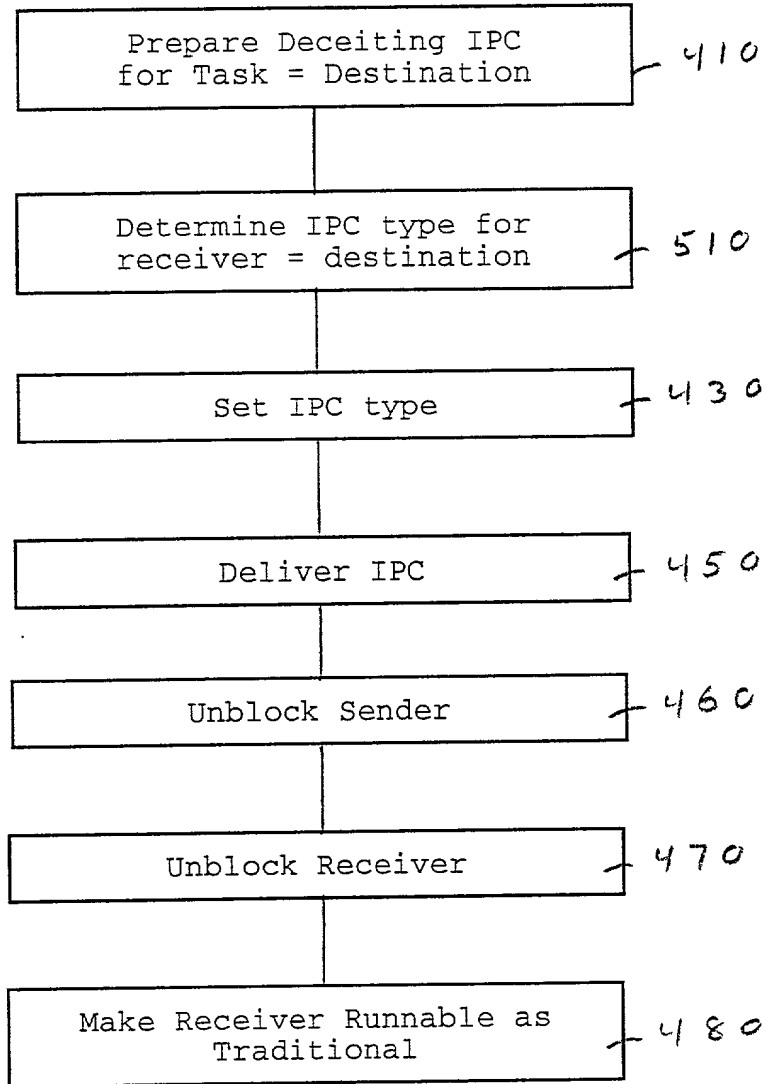 Prepare Deceiting IPC
for Task = Destination
410
Determine IPC type for
receiver = destination
510
Set IPC type
430
Deliver IPC
450
Unblock Sender
460
Unblock Receiver
470
Make Receiver Runnable as
Traditional
480